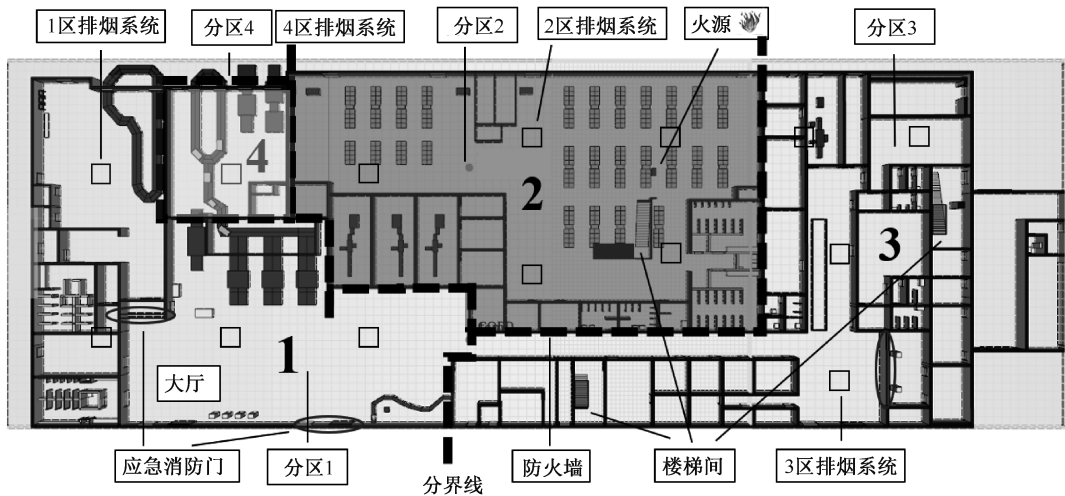 1区排烟系统
分区4
4区排烟系统
分区2
2区排烟系统
火源
分区3
4
2
3
1
大厅
应急消防门
分区1
分界线
防火墙
楼梯间
3区排烟系统